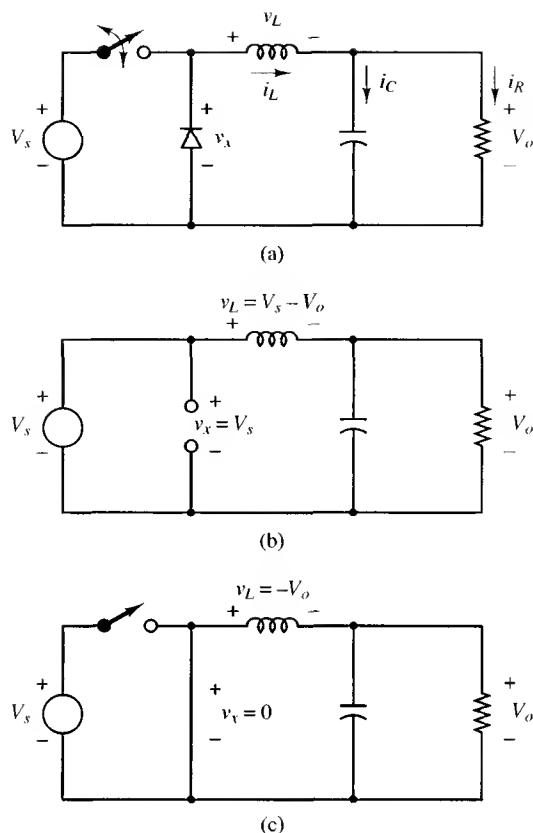 v_L
+ −
i_L
i_C
i_R
+
V_s
−
+
v_x
−
+
V_o
−
(a)
v_L = V_s − V_o
+ −
+
V_s
−
+
v_x = V_s
−
+
V_o
−
(b)
v_L = −V_o
+ −
+
V_s
−
+
v_x = 0
−
+
V_o
−
(c)